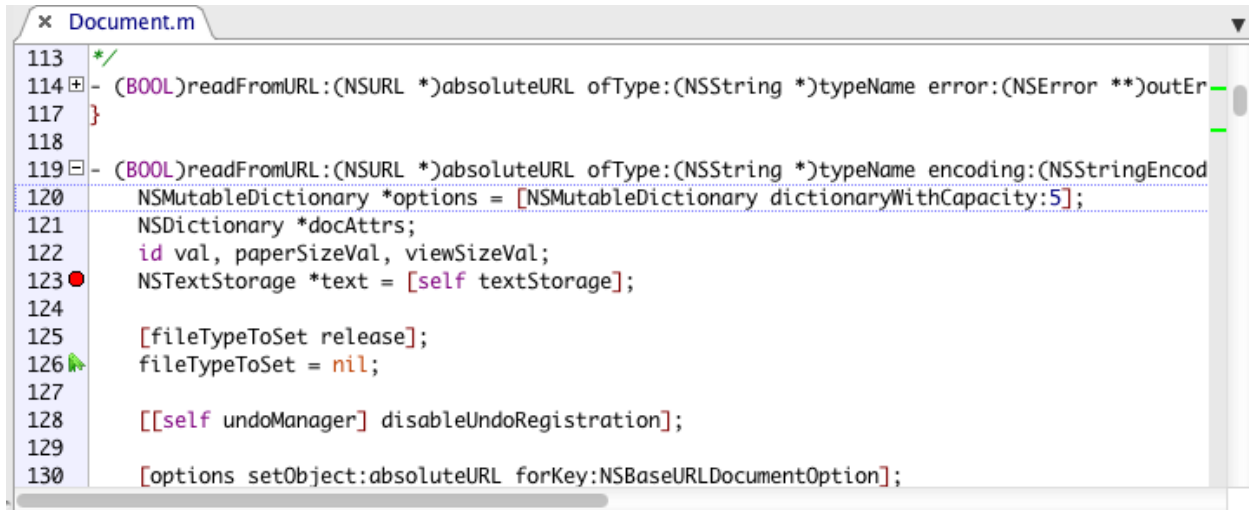 Document.m
113 */
114 - (BOOL)readFromURL:(NSURL *)absoluteURL ofType:(NSString *)typeName error:(NSError **)outEr
117 }
118
119 - (BOOL)readFromURL:(NSURL *)absoluteURL ofType:(NSString *)typeName encoding:(NSStringEncod
120 NSMutableDictionary *options = [NSMutableDictionary dictionaryWithCapacity:5];
121 NSDictionary *docAttrs;
122 id val, paperSizeVal, viewSizeVal;
123 NSTextStorage *text = [self textStorage];
124
125 [fileTypeToSet release];
126 fileTypeToSet = nil;
127
128 [[self undoManager] disableUndoRegistration];
129
130 [options setObject:absoluteURL forKey:NSBaseURLDocumentOption];